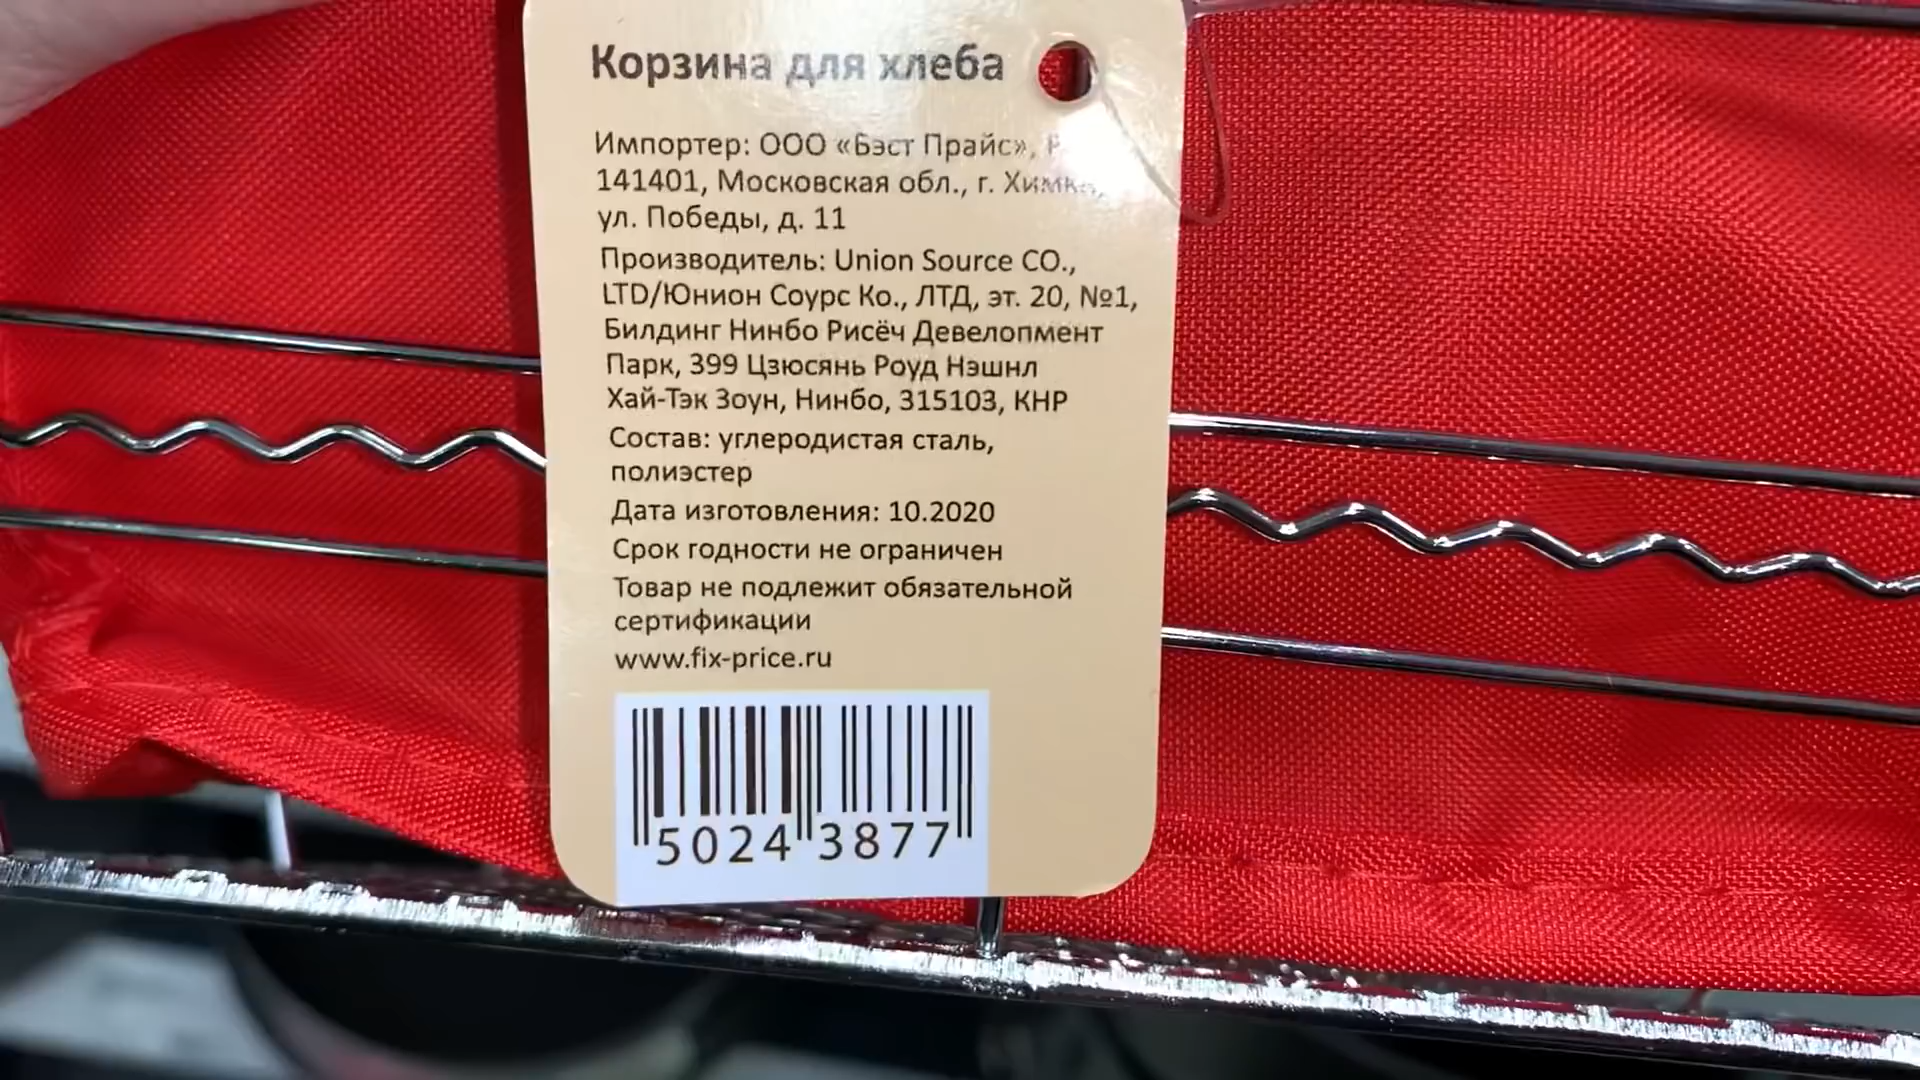 Корзина для хлеба
Импортер: ООО «Бэст Прайс»,
141401, Московская обл., г. Химки,
ул. Победы, д. 11
Производитель: Union Source CO.,
LTD/Юнион Соурс Ко., ЛТД, эт. 20, №1,
Билдинг Нинбо Рисёч Девелопмент
Парк, 399 Цзюсянь Роуд Нэшнл
Хай-Тэк Зоун, Нинбо, 315103, КНР
Состав: углеродистая сталь,
полиэстер
Дата изготовления: 10.2020
Срок годности не ограничен
Товар не подлежит обязательной
сертификации
www.fix-price.ru
5024 3877